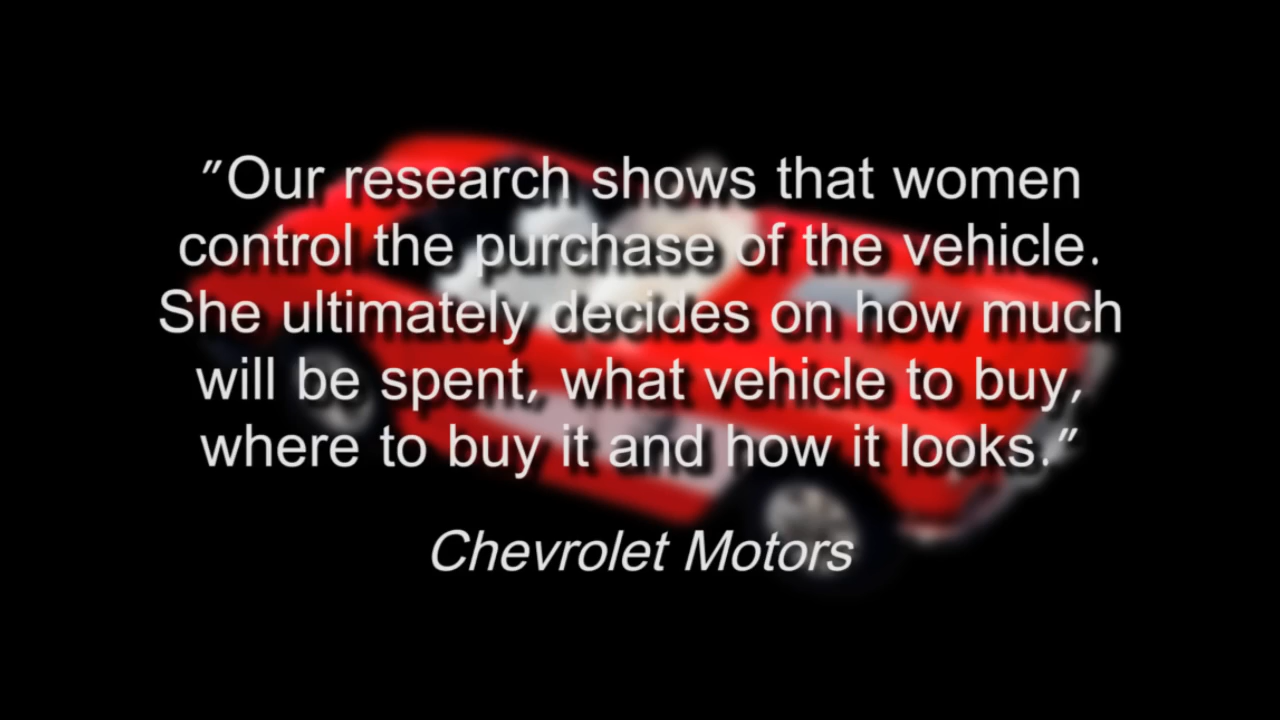 "Our research shows that women
control the purchase of the vehicle.
She ultimately decides on how much
will be spent, what vehicle to buy,
where to buy it and how it looks."
Chevrolet Motors